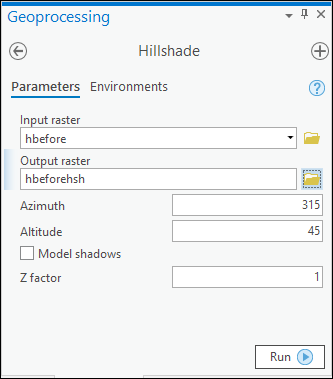 Geoprocessing
Hillshade
Parameters Environments
Input raster
hbefore
Output raster
hbeforehsh
Azimuth 315
Altitude 45
Model shadows
Z factor 1
Run